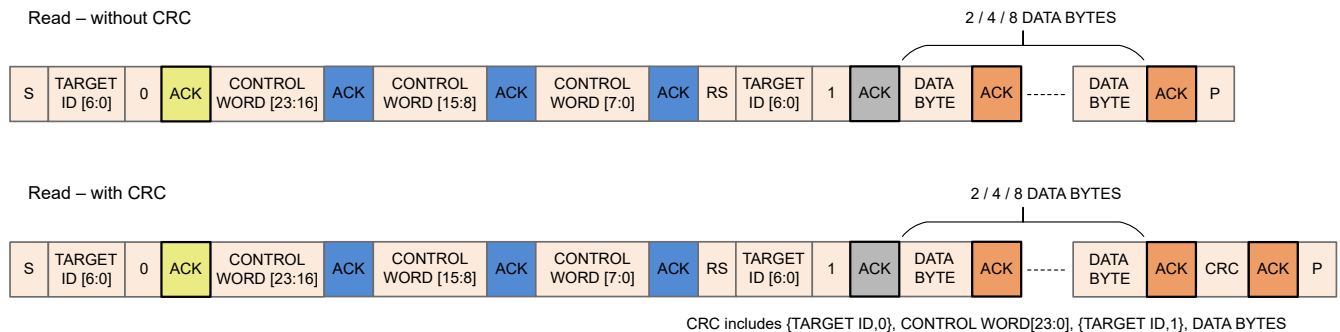 Read – without CRC
2 / 4 / 8 DATA BYTES
S TARGET ID [6:0] 0 ACK CONTROL WORD [23:16] ACK CONTROL WORD [15:8] ACK CONTROL WORD [7:0] ACK RS TARGET ID [6:0] 1 ACK DATA BYTE ACK ------ DATA BYTE ACK P
Read – with CRC
2 / 4 / 8 DATA BYTES
S TARGET ID [6:0] 0 ACK CONTROL WORD [23:16] ACK CONTROL WORD [15:8] ACK CONTROL WORD [7:0] ACK RS TARGET ID [6:0] 1 ACK DATA BYTE ACK ------ DATA BYTE ACK CRC ACK P
CRC includes {TARGET ID,0}, CONTROL WORD[23:0], {TARGET ID,1}, DATA BYTES